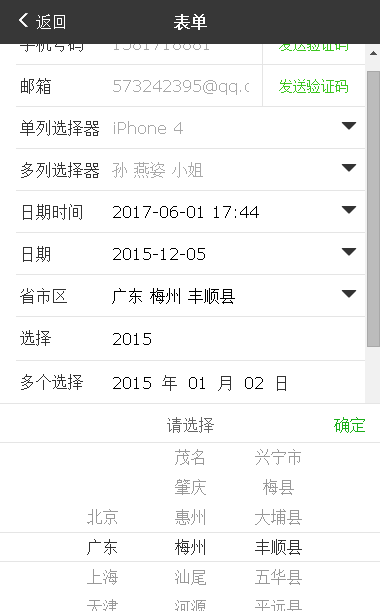 返回 表单
手机号码 发送验证码
邮箱 573242395@qq.c 发送验证码
单列选择器 iPhone 4
多列选择器 孙 燕姿 小姐
日期时间 2017-06-01 17:44
日期 2015-12-05
省市区 广东 梅州 丰顺县
选择 2015
多个选择 2015 年 01 月 02 日
请选择 确定
茂名 兴宁市
肇庆 梅县
北京 惠州 大埔县
广东 梅州 丰顺县
上海 汕尾 五华县
天津 河源 平远县